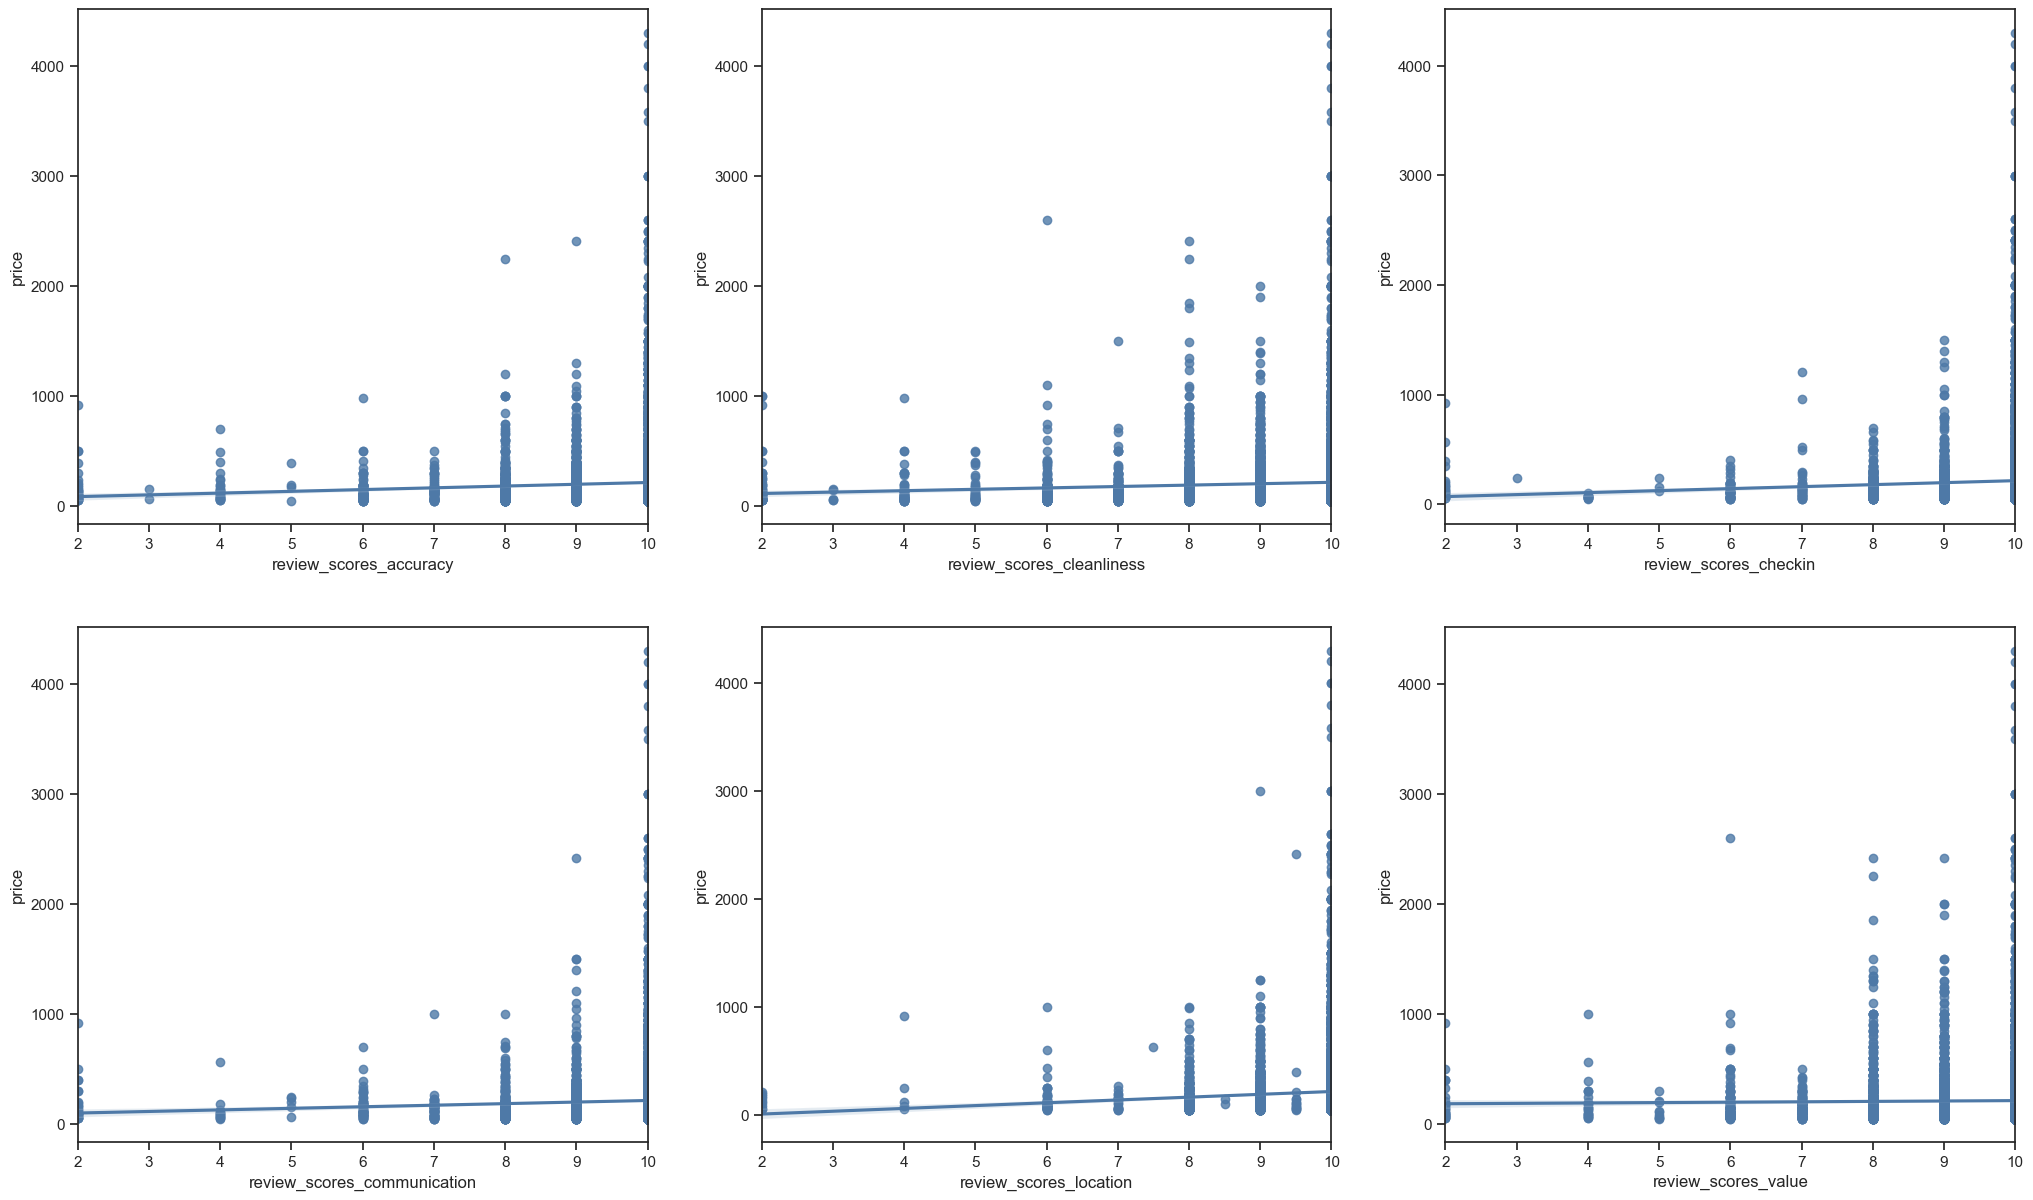 price
4000
3000
2000
1000
0
2 3 4 5 6 7 8 9 10
review_scores_accuracy
price
4000
3000
2000
1000
0
2 3 4 5 6 7 8 9 10
review_scores_cleanliness
price
4000
3000
2000
1000
0
2 3 4 5 6 7 8 9 10
review_scores_checkin
price
4000
3000
2000
1000
0
2 3 4 5 6 7 8 9 10
review_scores_communication
price
4000
3000
2000
1000
0
2 3 4 5 6 7 8 9 10
review_scores_location
price
4000
3000
2000
1000
0
2 3 4 5 6 7 8 9 10
review_scores_value